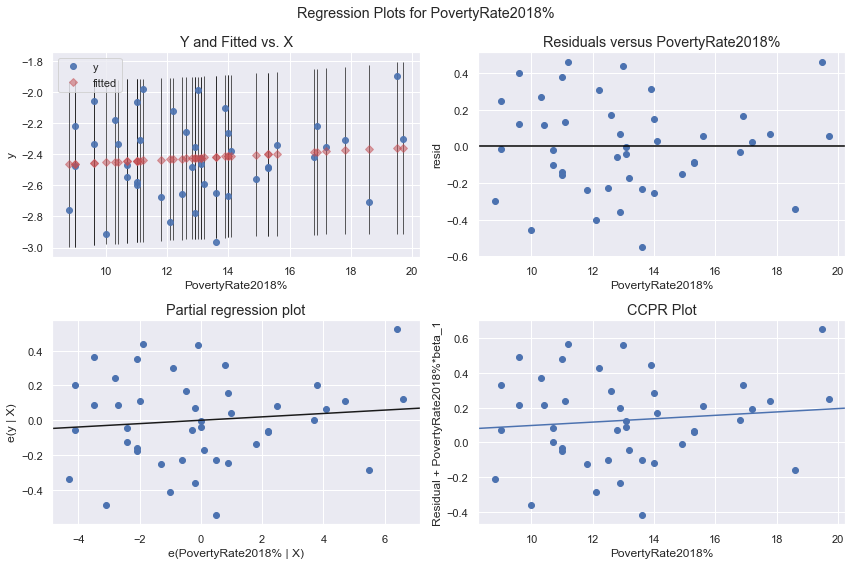 Regression Plots for PovertyRate2018%
Y and Fitted vs. X
y
fitted
−1.8
−2.0
−2.2
−2.4
−2.6
−2.8
−3.0
y
10 12 14 16 18 20
PovertyRate2018%
Residuals versus PovertyRate2018%
0.4
0.2
0.0
−0.2
−0.4
−0.6
resid
10 12 14 16 18 20
PovertyRate2018%
Partial regression plot
0.4
0.2
0.0
−0.2
−0.4
e(y | X)
−4 −2 0 2 4 6
e(PovertyRate2018% | X)
CCPR Plot
0.6
0.4
0.2
0.0
−0.2
−0.4
Residual + PovertyRate2018%*beta_1
10 12 14 16 18 20
PovertyRate2018%